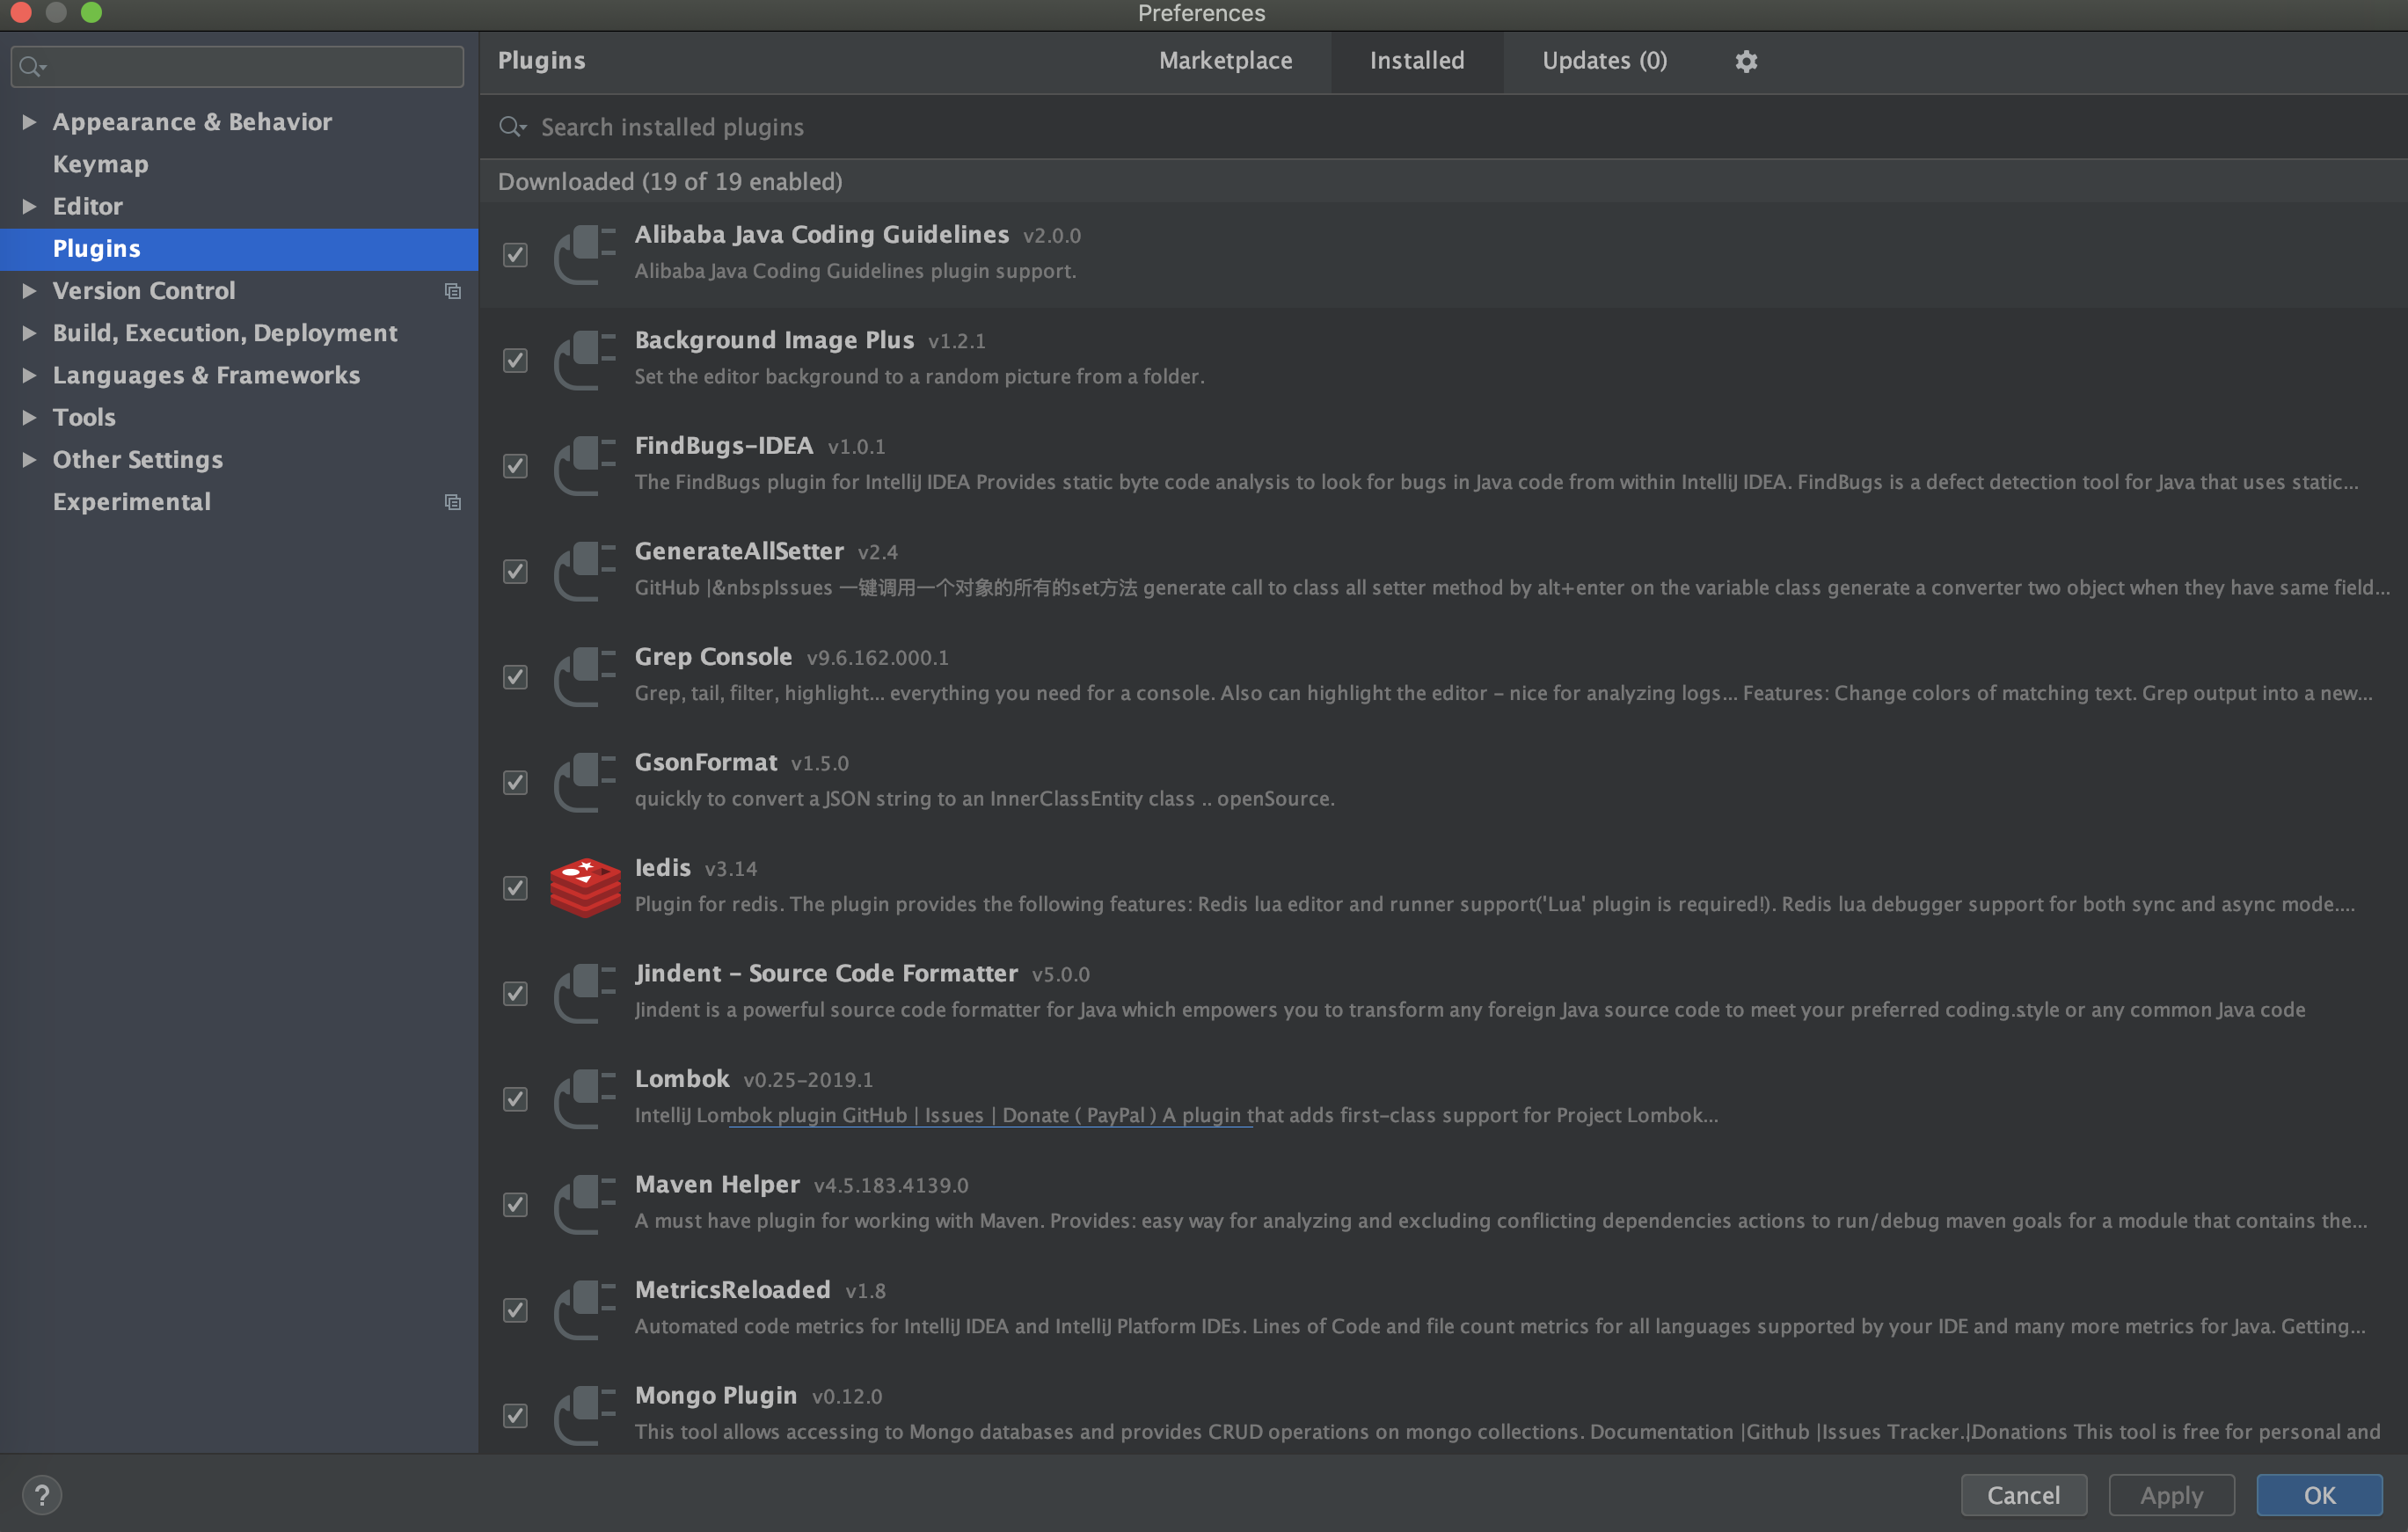 Preferences
Plugins
Marketplace
Installed
Updates (0)
Appearance & Behavior
Keymap
Editor
Plugins
Version Control
Build, Execution, Deployment
Languages & Frameworks
Tools
Other Settings
Experimental
Search installed plugins
Downloaded (19 of 19 enabled)
Alibaba Java Coding Guidelines v2.0.0
Alibaba Java Coding Guidelines plugin support.
Background Image Plus v1.2.1
Set the editor background to a random picture from a folder.
FindBugs-IDEA v1.0.1
The FindBugs plugin for IntelliJ IDEA Provides static byte code analysis to look for bugs in Java code from within IntelliJ IDEA. FindBugs is a defect detection tool for Java that uses static...
GenerateAllSetter v2.4
GitHub |&nbspIssues 一键调用一个对象的所有的set方法 generate call to class all setter method by alt+enter on the variable class generate a converter two object when they have same field...
Grep Console v9.6.162.000.1
Grep, tail, filter, highlight... everything you need for a console. Also can highlight the editor - nice for analyzing logs... Features: Change colors of matching text. Grep output into a new...
GsonFormat v1.5.0
quickly to convert a JSON string to an InnerClassEntity class .. openSource.
Iedis v3.14
Plugin for redis. The plugin provides the following features: Redis lua editor and runner support('Lua' plugin is required!). Redis lua debugger support for both sync and async mode....
Jindent - Source Code Formatter v5.0.0
Jindent is a powerful source code formatter for Java which empowers you to transform any foreign Java source code to meet your preferred coding style or any common Java code
Lombok v0.25-2019.1
IntelliJ Lombok plugin GitHub | Issues | Donate ( PayPal ) A plugin that adds first-class support for Project Lombok...
Maven Helper v4.5.183.4139.0
A must have plugin for working with Maven. Provides: easy way for analyzing and excluding conflicting dependencies actions to run/debug maven goals for a module that contains the...
MetricsReloaded v1.8
Automated code metrics for IntelliJ IDEA and IntelliJ Platform IDEs. Lines of Code and file count metrics for all languages supported by your IDE and many more metrics for Java. Getting...
Mongo Plugin v0.12.0
This tool allows accessing to Mongo databases and provides CRUD operations on mongo collections. Documentation |Github |Issues Tracker |Donations This tool is free for personal and
?
Cancel
Apply
OK